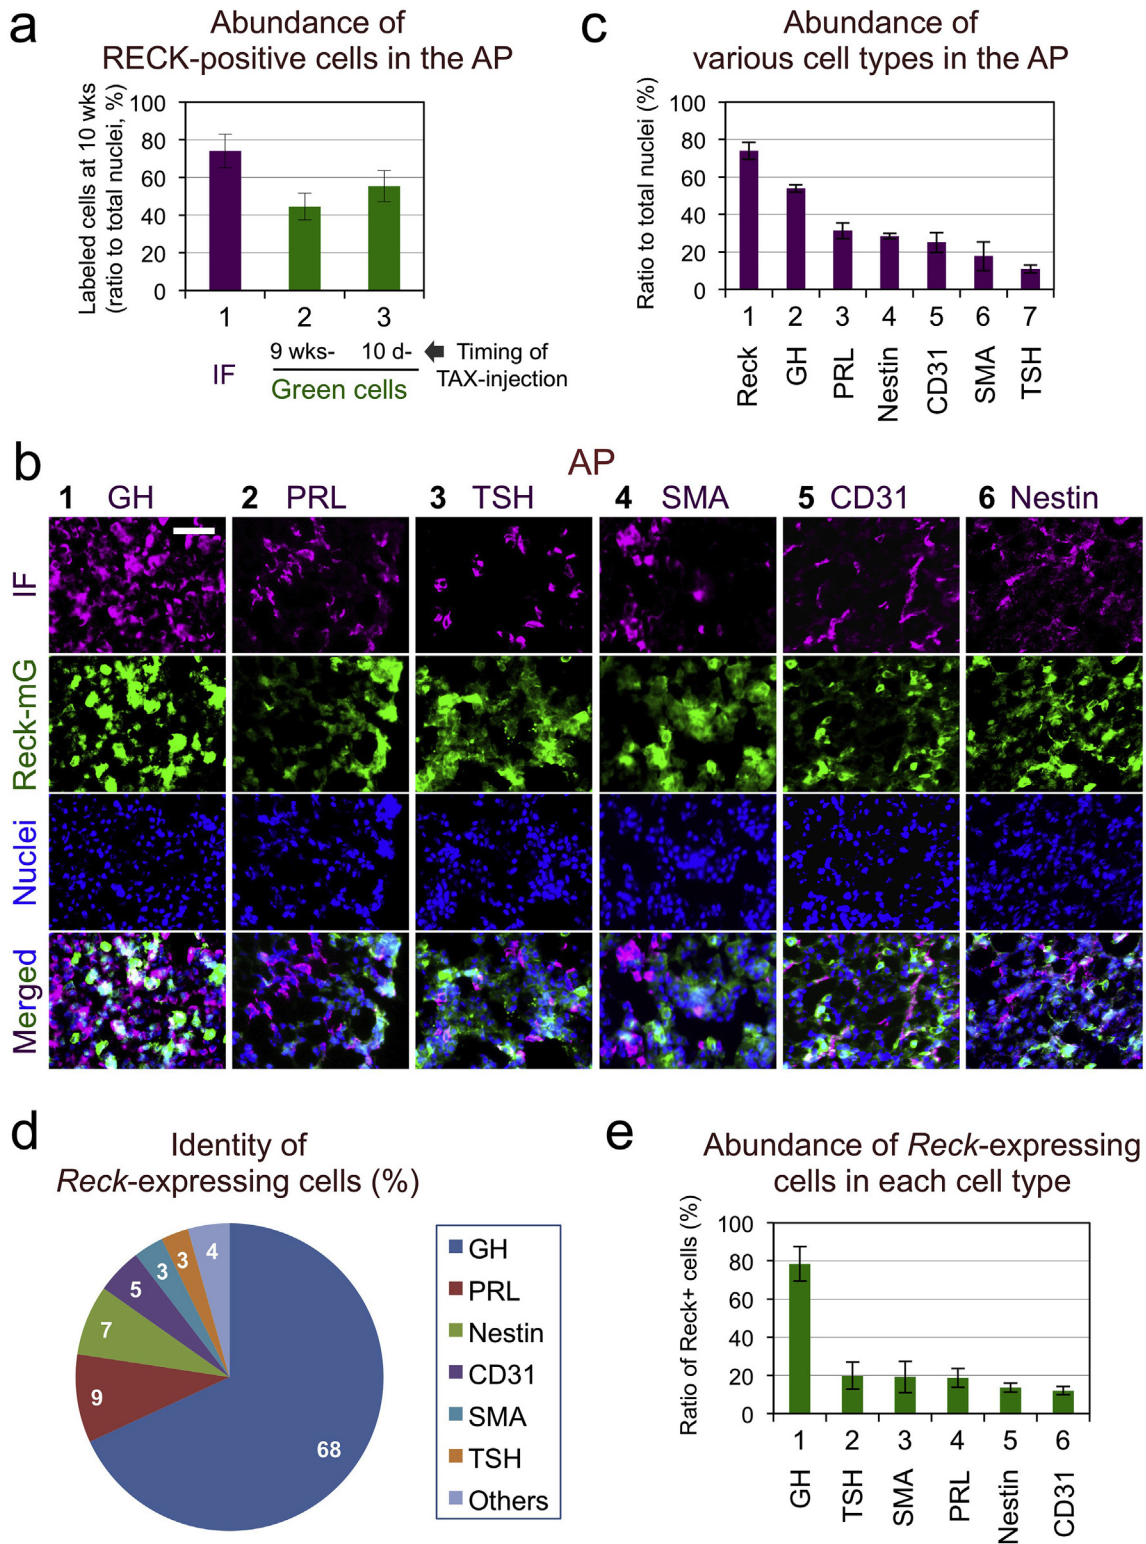 a
Abundance of
RECK-positive cells in the AP
Labeled cells at 10 wks
(ratio to total nuclei, %)
100
80
60
40
20
0
1
2
3
IF
9 wks-
10 d-
Green cells
Timing of
TAX-injection
c
Abundance of
various cell types in the AP
Ratio to total nuclei (%)
100
80
60
40
20
0
1
2
3
4
5
6
7
Reck
GH
PRL
Nestin
CD31
SMA
TSH
b
AP
1 GH
2 PRL
3 TSH
4 SMA
5 CD31
6 Nestin
IF
Reck-mG
Nuclei
Merged
d
Identity of
Reck-expressing cells (%)
4
3
3
5
7
9
68
GH
PRL
Nestin
CD31
SMA
TSH
Others
e
Abundance of Reck-expressing
cells in each cell type
Ratio of Reck+ cells (%)
100
80
60
40
20
0
1
2
3
4
5
6
GH
TSH
SMA
PRL
Nestin
CD31